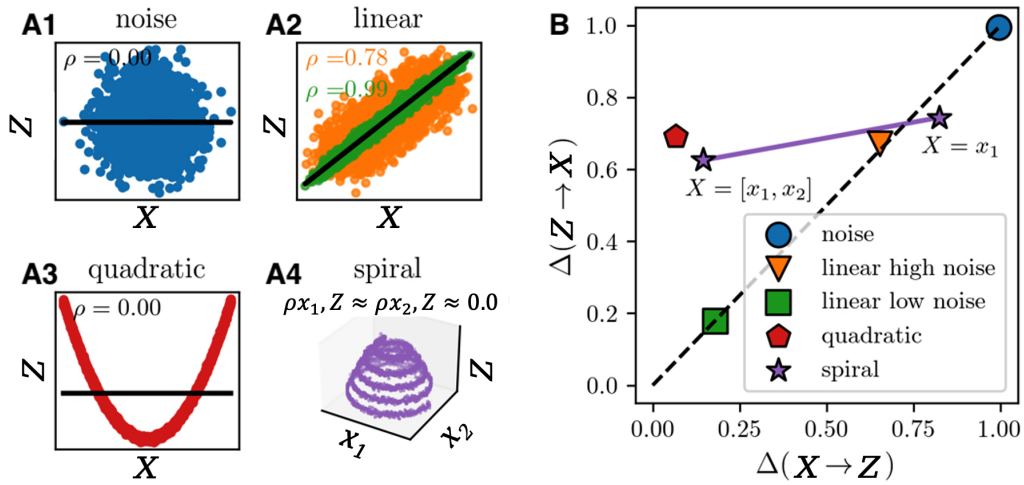 A1 noise
ρ = 0.00
Z
X
A2 linear
ρ = 0.78
ρ = 0.99
Z
X
A3 quadratic
ρ = 0.00
Z
X
A4 spiral
ρx₁, Z ≈ ρx₂, Z ≈ 0.0
Z
X₁
X₂
B
1.0
0.8
0.6
0.4
0.2
0.0
Δ(Z → X)
X = [x₁, x₂]
X = x₁
noise
linear high noise
linear low noise
quadratic
spiral
0.00 0.25 0.50 0.75 1.00
Δ(X → Z)